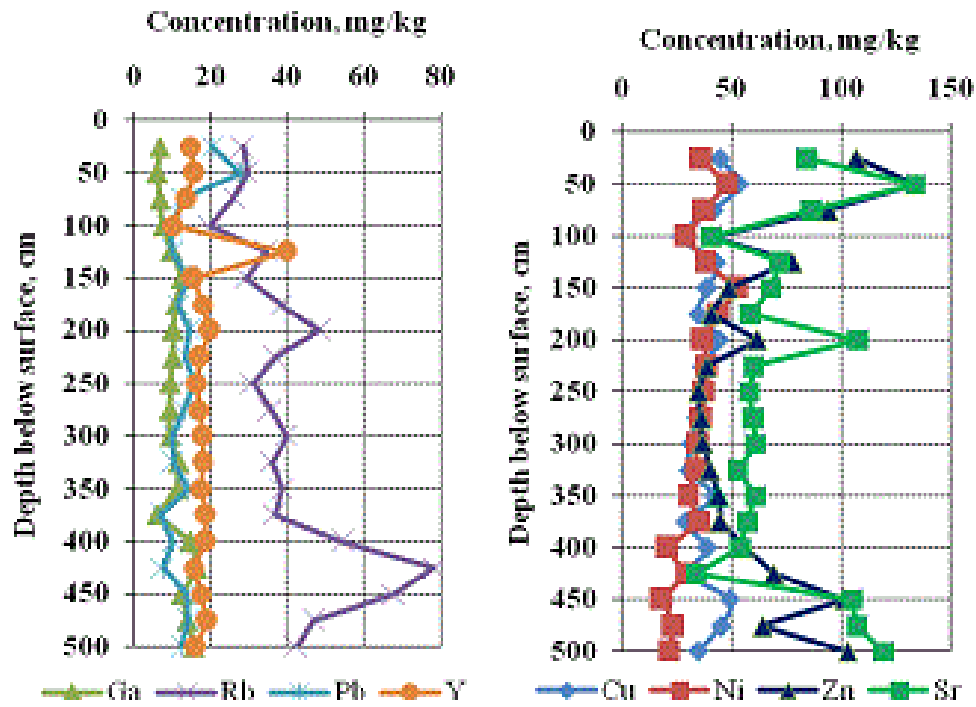 Concentration, mg/kg
0 20 40 60 80
0
50
100
150
200
250
300
350
400
450
500
Depth below surface, cm
Ga Rb Pb Y
Concentration, mg/kg
0 50 100 150
0
50
100
150
200
250
300
350
400
450
500
Depth below surface, cm
Cu Ni Zn Sr